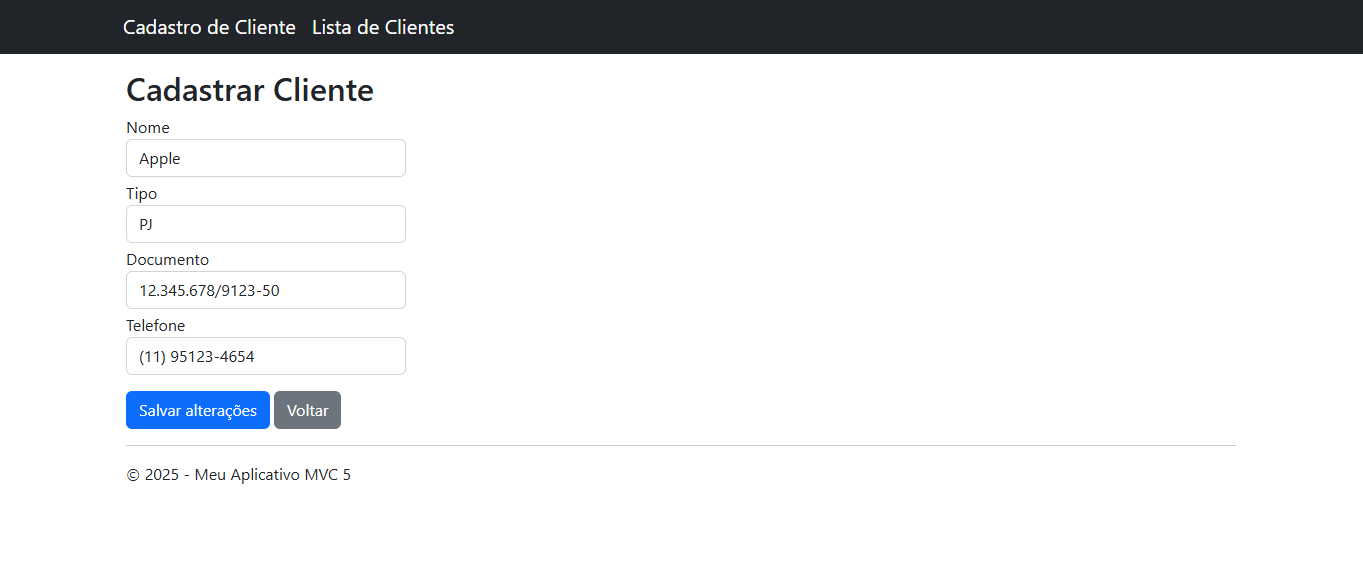 Cadastro de Cliente Lista de Clientes
Cadastrar Cliente
Nome
Apple
Tipo
PJ
Documento
12.345.678/9123-50
Telefone
(11) 95123-4654
Salvar alterações Voltar
© 2025 - Meu Aplicativo MVC 5